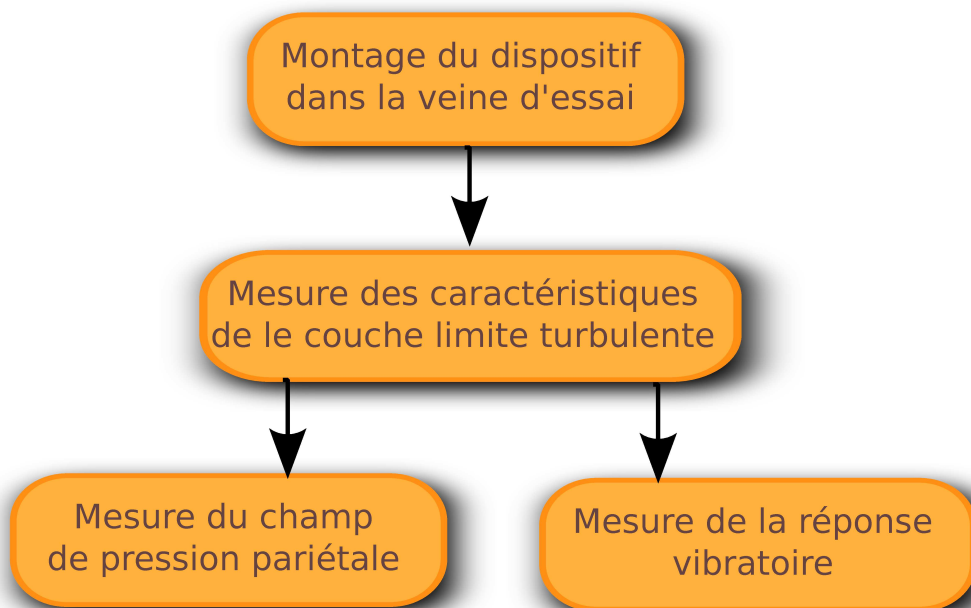 Montage du dispositif
dans la veine d'essai
Mesure des caractéristiques
de le couche limite turbulente
Mesure du champ
de pression pariétale
Mesure de la réponse
vibratoire